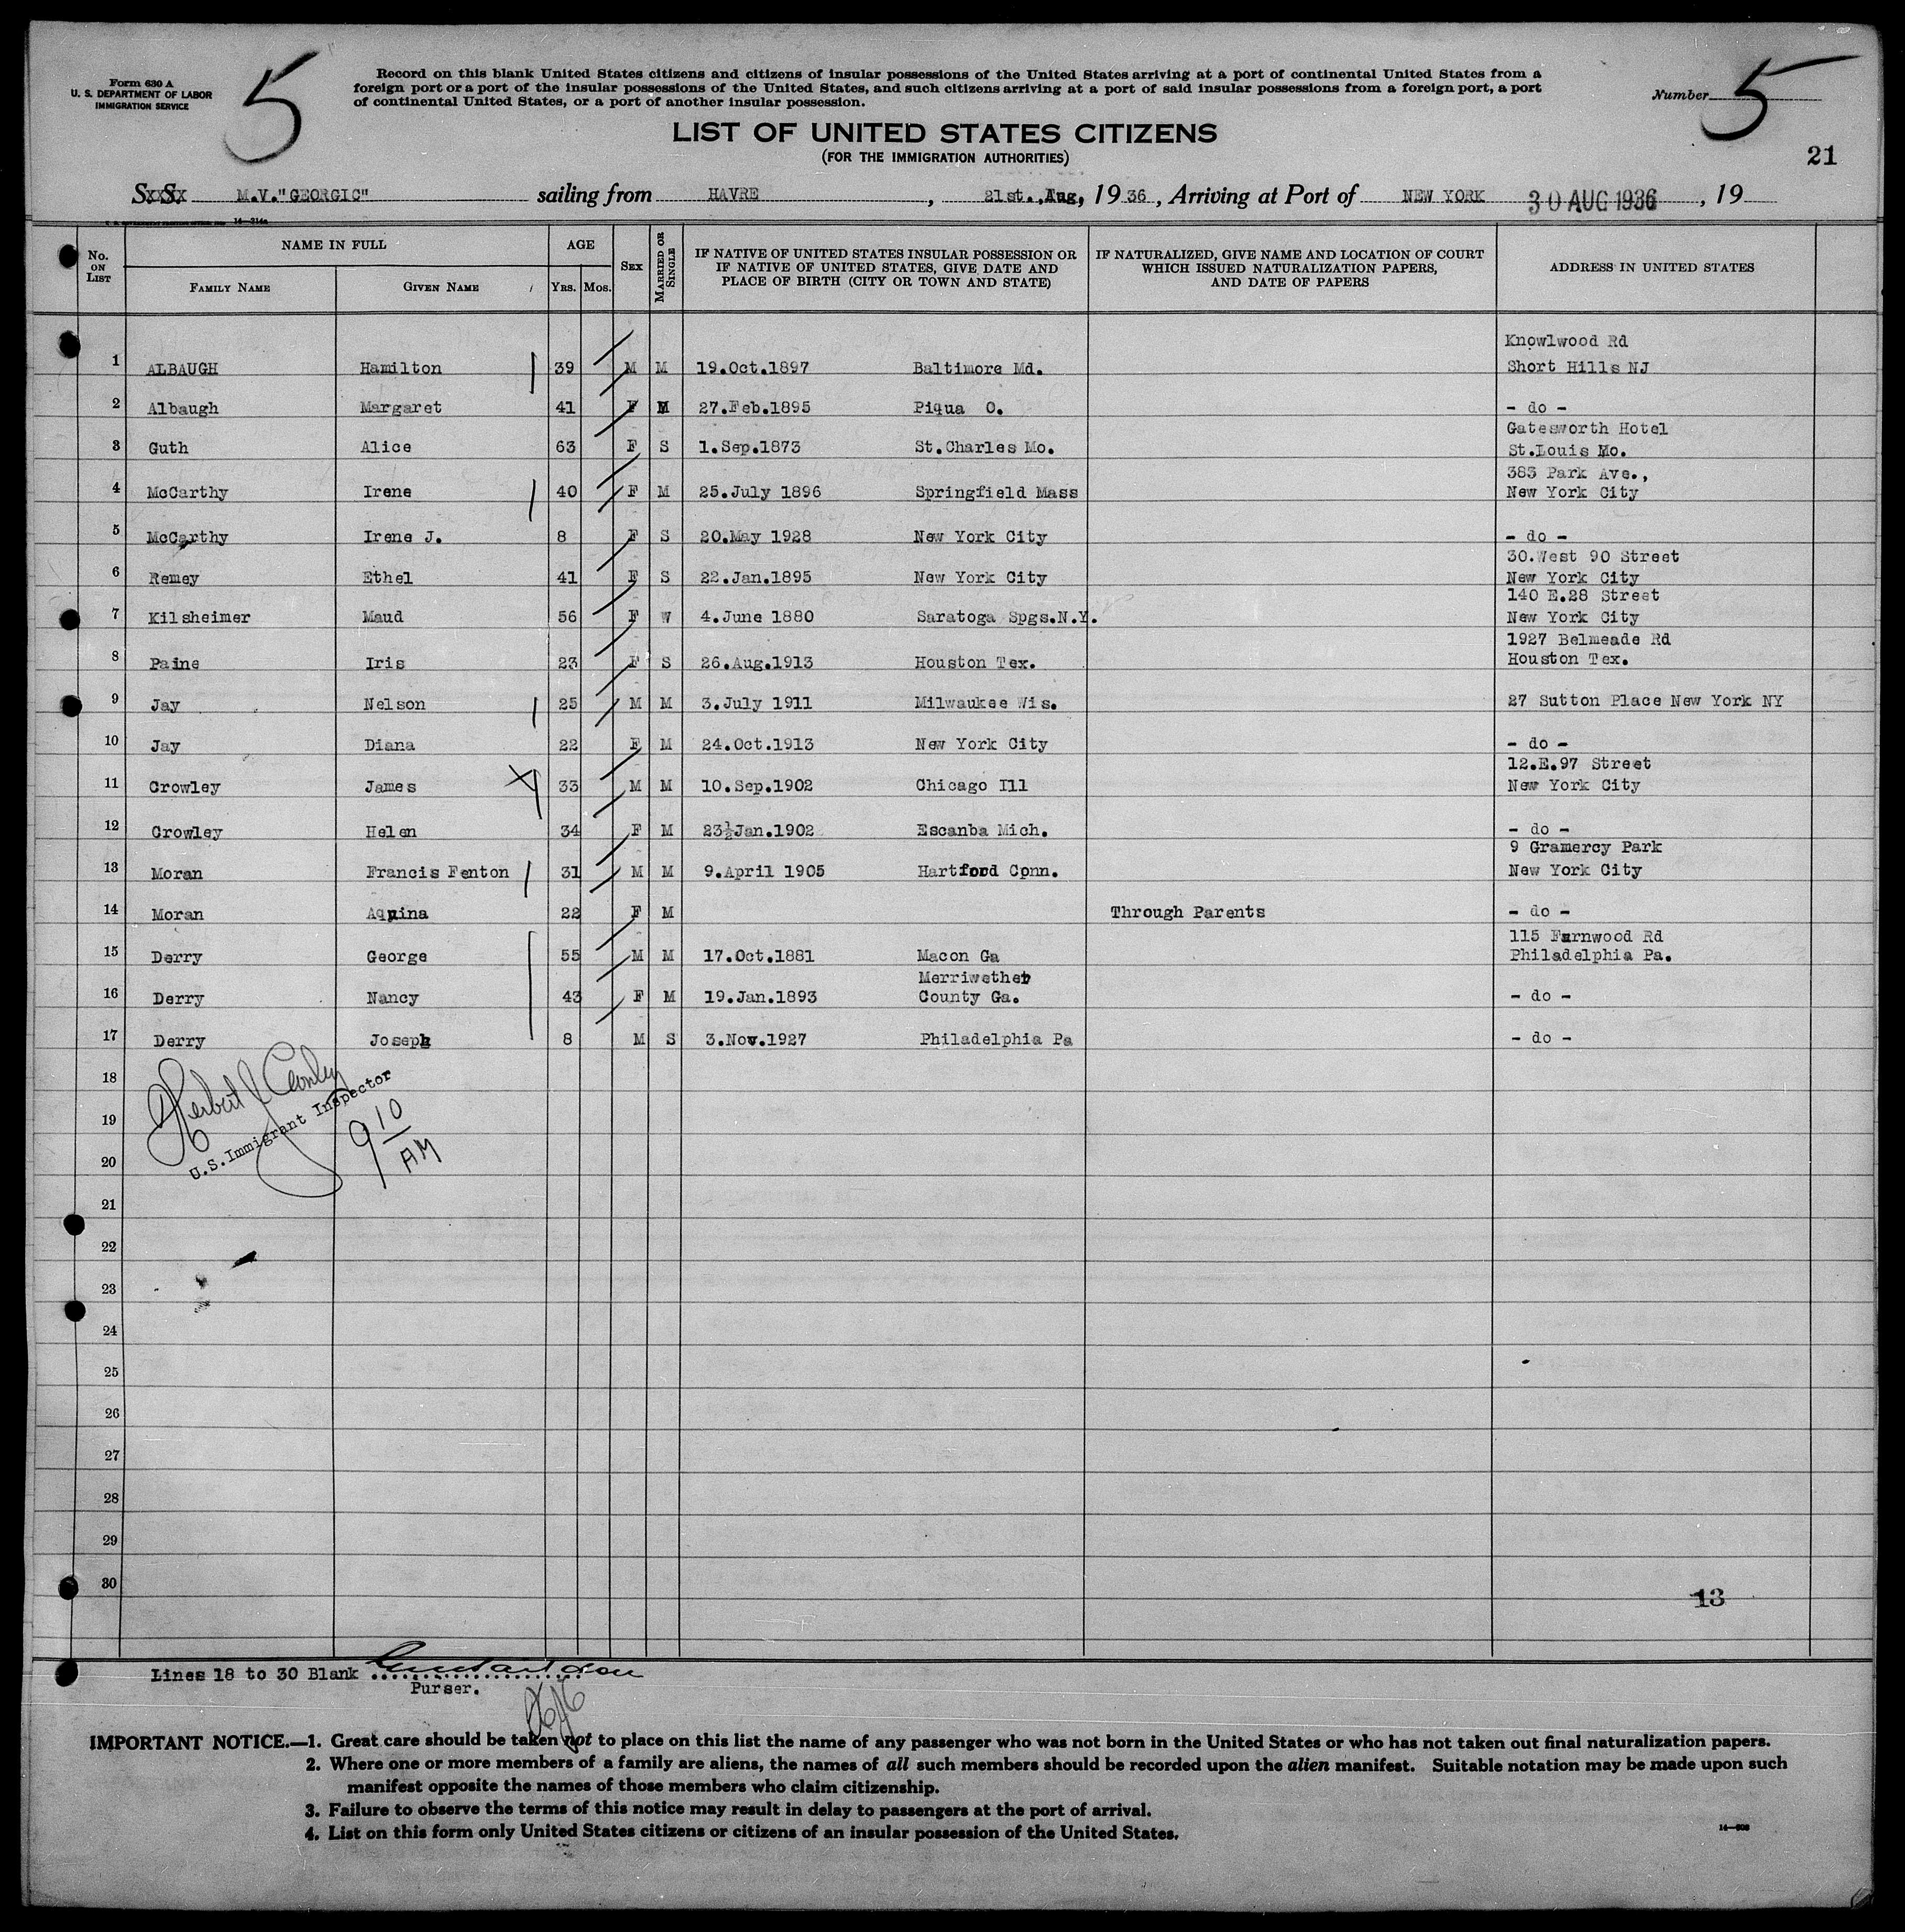 Form 630 A
U. S. DEPARTMENT OF LABOR
IMMIGRATION SERVICE
5
Record on this blank United States citizens and citizens of insular possessions of the United States arriving at a port of continental United States from a
foreign port or a port of the insular possessions of the United States, and such citizens arriving at a port of said insular possessions from a foreign port, a port
of continental United States, or a port of another insular possession.
Number 5
LIST OF UNITED STATES CITIZENS
(FOR THE IMMIGRATION AUTHORITIES)
21
S.S. M.V."GEORGIC" sailing from HAVRE, 21st.,Aug, 1936, Arriving at Port of NEW YORK 30 AUG 1936, 19
No. ON LIST NAME IN FULL AGE SEX MARRIED OR SINGLE IF NATIVE OF UNITED STATES INSULAR POSSESSION OR IF NATIVE OF UNITED STATES, GIVE DATE AND PLACE OF BIRTH (CITY OR TOWN AND STATE) IF NATURALIZED, GIVE NAME AND LOCATION OF COURT WHICH ISSUED NATURALIZATION PAPERS, AND DATE OF PAPERS ADDRESS IN UNITED STATES
FAMILY NAME GIVEN NAME YRS. MOS.
Knowlwood Rd
1 ALBAUGH Hamilton 39 M M 19.Oct.1897 Baltimore Md. Short Hills NJ
2 Albaugh Margaret 41 F M 27.Feb.1895 Piqua O. - do -
Gatesworth Hotel
3 Guth Alice 63 F S 1.Sep.1873 St.Charles Mo. St.Louis Mo.
383 Park Ave.,
4 McCarthy Irene 40 F M 25.July 1896 Springfield Mass New York City
5 McCarthy Irene J. 8 F S 20.May 1928 New York City - do -
30.West 90 Street
6 Remey Ethel 41 F S 22.Jan.1895 New York City New York City
140 E.28 Street
7 Kilsheimer Maud 56 F W 4.June 1880 Saratoga Spgs.N.Y. New York City
1927 Belmeade Rd
8 Paine Iris 23 F S 26.Aug.1913 Houston Tex. Houston Tex.
9 Jay Nelson 25 M M 3.July 1911 Milwaukee Wis. 27 Sutton Place New York NY
10 Jay Diana 22 F M 24.Oct.1913 New York City - do -
12.E.97 Street
11 Crowley James 33 M M 10.Sep.1902 Chicago Ill New York City
12 Crowley Helen 34 F M 23½Jan.1902 Escanba Mich. - do -
9 Gramercy Park
13 Moran Francis Fenton 31 M M 9.April 1905 Hartford Conn. New York City
14 Moran Aquina 22 F M Through Parents - do -
115 Farnwood Rd
15 Derry George 55 M M 17.Oct.1881 Macon Ga Philadelphia Pa.
Merriwether
16 Derry Nancy 43 F M 19.Jan.1893 County Ga. - do -
17 Derry Joseph 8 M S 3.Nov.1927 Philadelphia Pa - do -
18
Herbert J
U.S.Immigrant Inspector
9 10 AM
19
20
21
22
23
24
25
26
27
28
29
30
13
Lines 18 to 30 Blank
Purser.
IMPORTANT NOTICE.—1. Great care should be taken not to place on this list the name of any passenger who was not born in the United States or who has not taken out final naturalization papers.
2. Where one or more members of a family are aliens, the names of all such members should be recorded upon the alien manifest. Suitable notation may be made upon such
manifest opposite the names of those members who claim citizenship.
3. Failure to observe the terms of this notice may result in delay to passengers at the port of arrival.
4. List on this form only United States citizens or citizens of an insular possession of the United States.